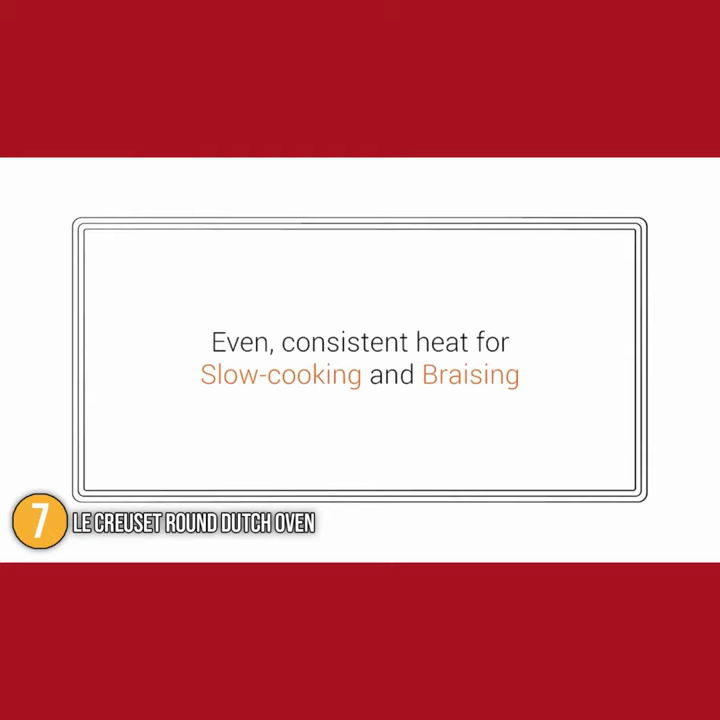 Even, consistent heat for
Slow-cooking and Braising
7 LE CREUSET ROUND DUTCH OVEN